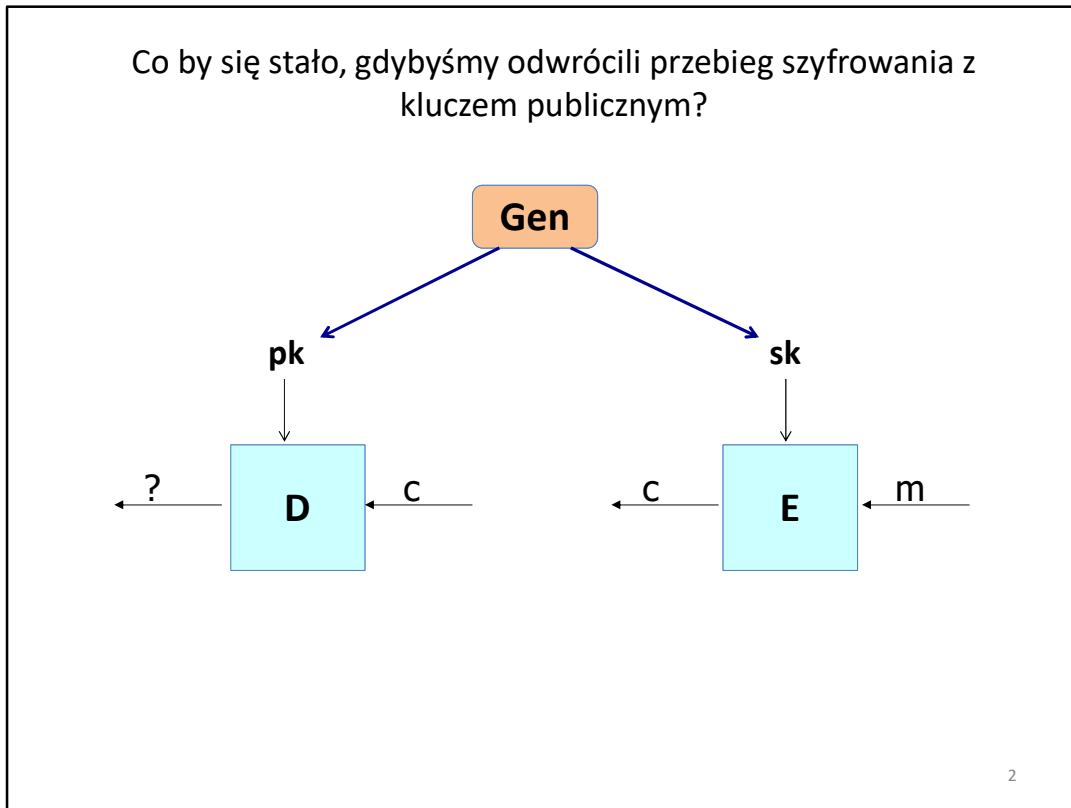 Co by się stało, gdybyśmy odwrócili przebieg szyfrowania z
kluczem publicznym?
Gen
pk
sk
? D c
c E m
2